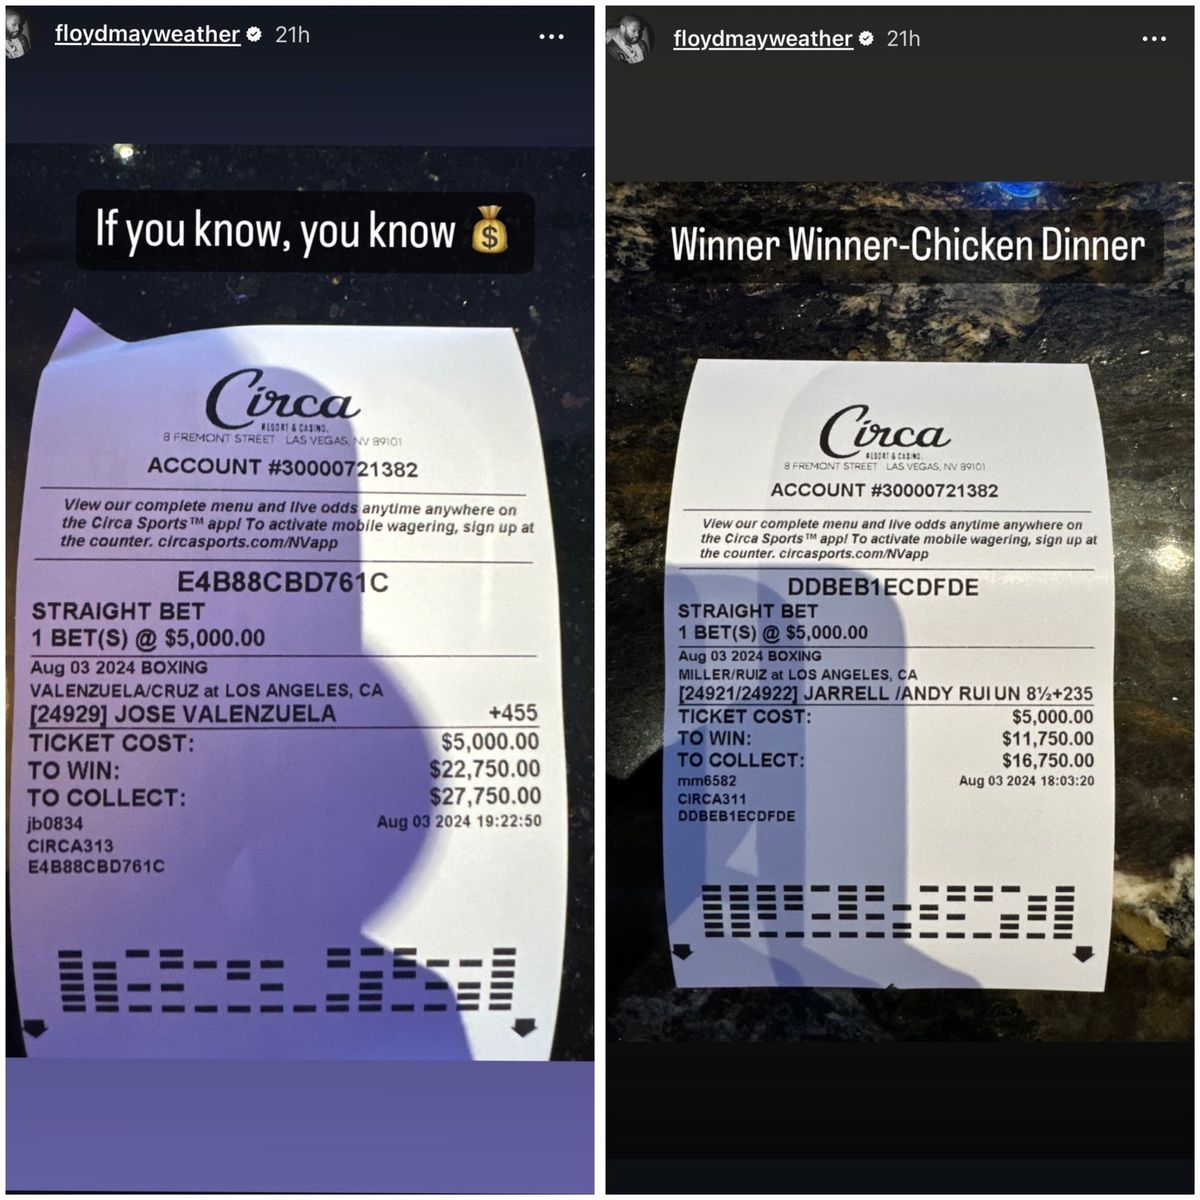 floydmayweather 21h
If you know, you know
Circa
RESORT & CASINO.
8 FREMONT STREET LAS VEGAS, NV 89101
ACCOUNT #30000721382
View our complete menu and live odds anytime anywhere on
the Circa Sports™ app! To activate mobile wagering, sign up at
the counter. circasports.com/NVapp
E4B88CBD761C
STRAIGHT BET
1 BET(S) @ $5,000.00
Aug 03 2024 BOXING
VALENZUELA/CRUZ at LOS ANGELES, CA
[24929] JOSE VALENZUELA +455
TICKET COST: $5,000.00
TO WIN: $22,750.00
TO COLLECT: $27,750.00
jb0834 Aug 03 2024 19:22:50
CIRCA313
E4B88CBD761C
floydmayweather 21h
Winner Winner-Chicken Dinner
Circa
RESORT & CASINO.
8 FREMONT STREET LAS VEGAS, NV 89101
ACCOUNT #30000721382
View our complete menu and live odds anytime anywhere on
the Circa Sports™ app! To activate mobile wagering, sign up at
the counter. circasports.com/NVapp
DDBEB1ECDFDE
STRAIGHT BET
1 BET(S) @ $5,000.00
Aug 03 2024 BOXING
MILLER/RUIZ at LOS ANGELES, CA
[24921/24922] JARRELL /ANDY RUI UN 8½+235
TICKET COST: $5,000.00
TO WIN: $11,750.00
TO COLLECT: $16,750.00
mm6582 Aug 03 2024 18:03:20
CIRCA311
DDBEB1ECDFDE